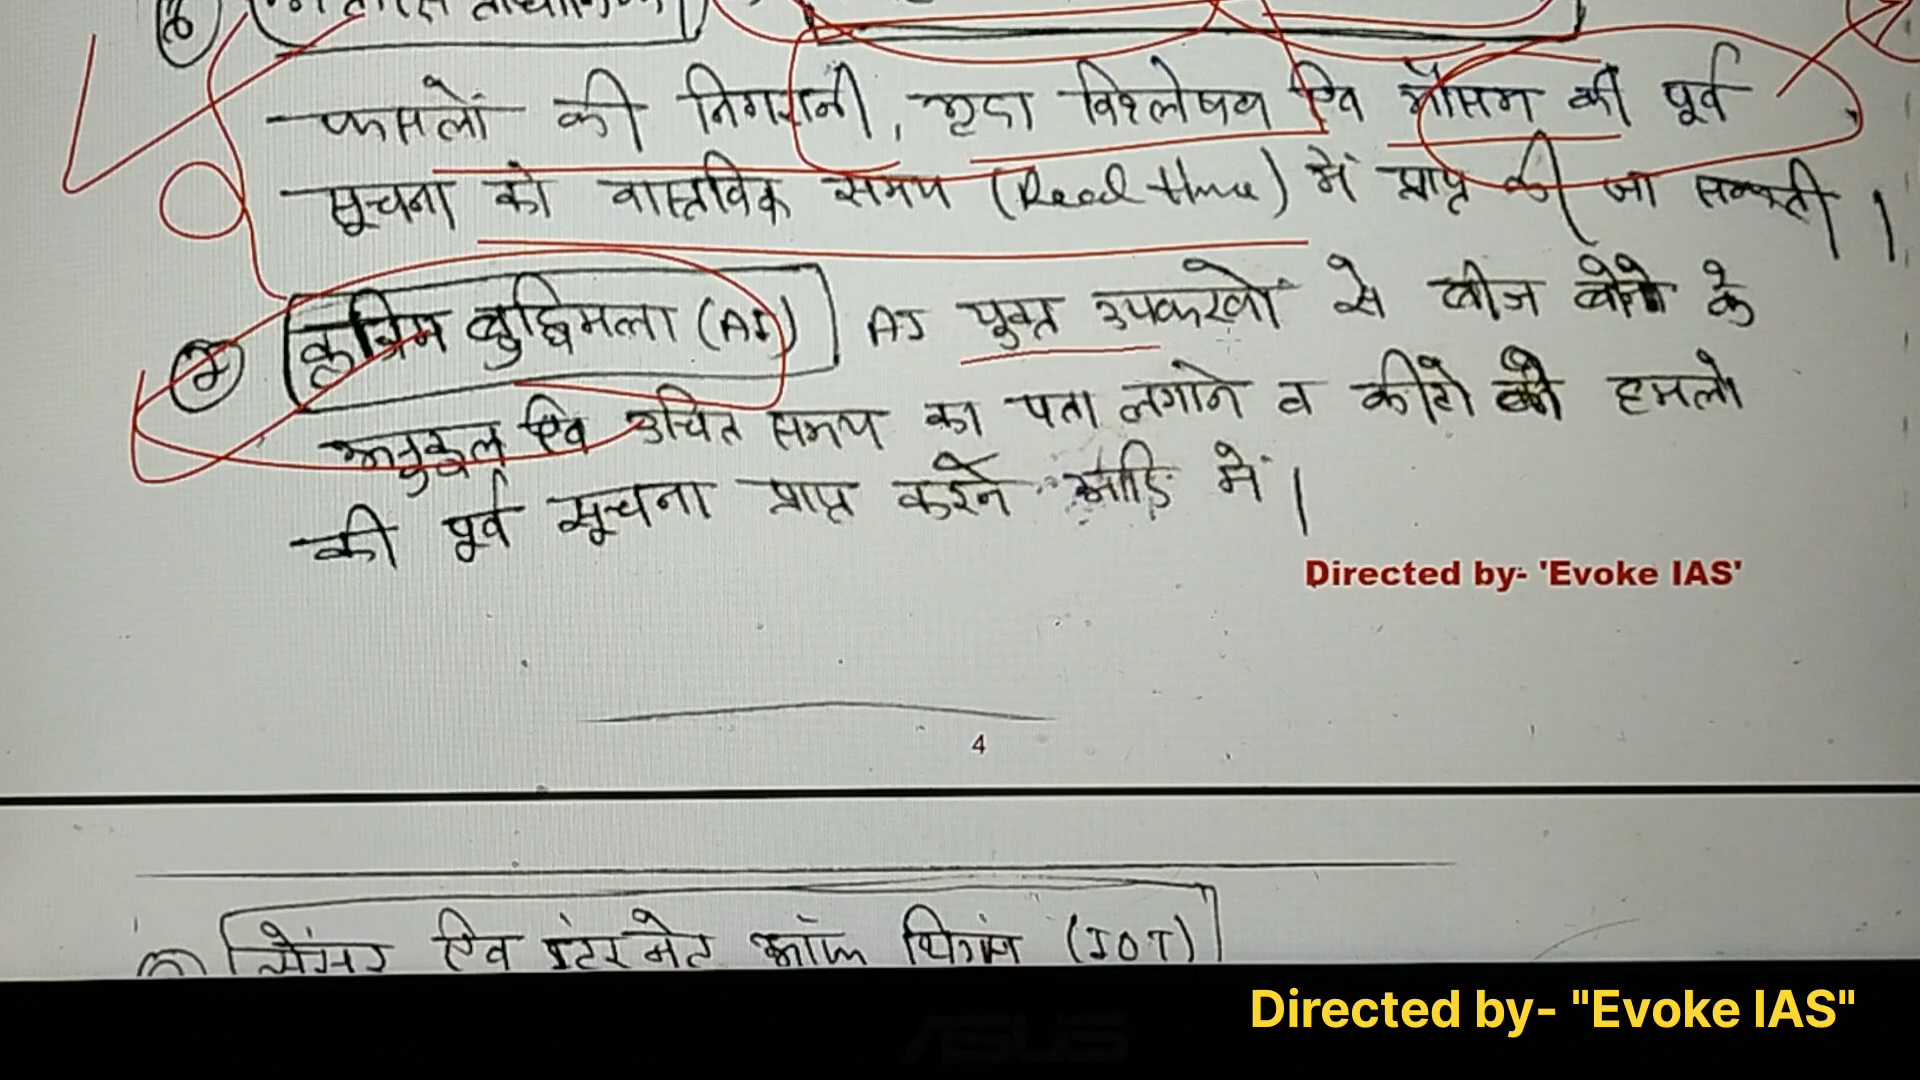 फसलों की निगरानी, मृदा विश्लेषण एवं मौसम की पूर्व
सूचना को वास्तविक समय (Real time) में प्राप्त की जा सकती।
(2) कृत्रिम बुद्धिमत्ता (AI) AI युक्त उपकरणों से बीज बोने के
अनुकूल एवं उचित समय का पता लगाने व कीटो की हमलो
की पूर्व सूचना प्राप्त करने आदि में।
Directed by- 'Evoke IAS'
4
सेंसर एवं इंटरनेट ऑफ थिंग्स (IOT)
ASUS
Directed by- "Evoke IAS"